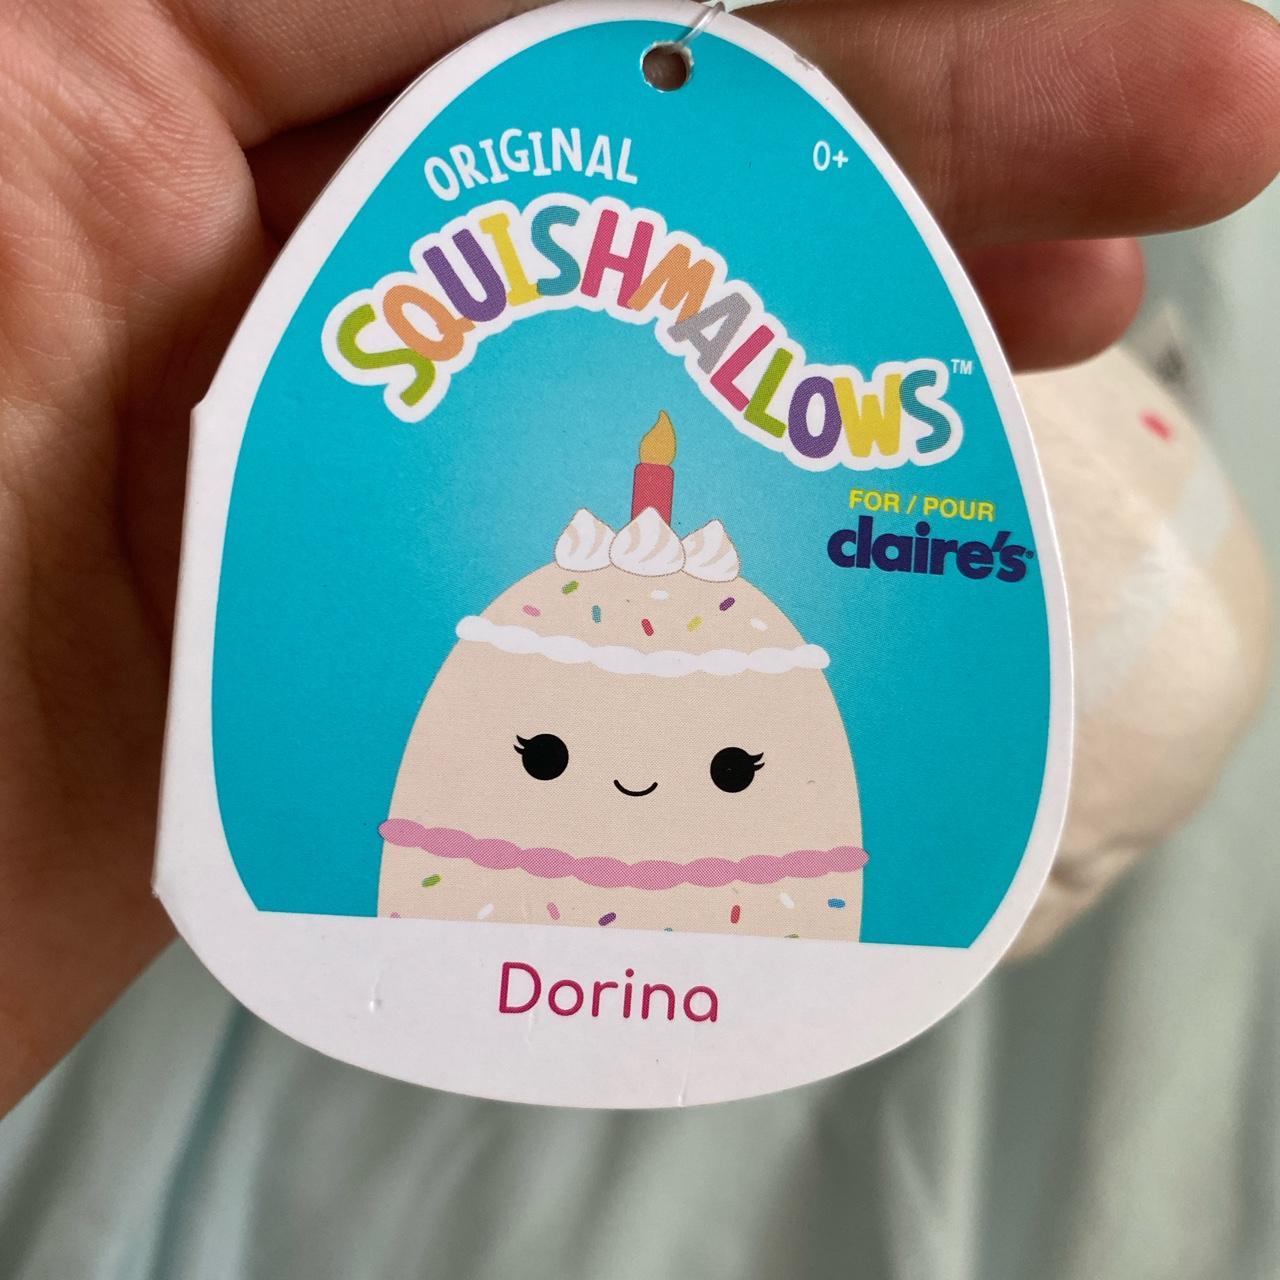 ORIGINAL
0+
SQUISHMALLOWS™
FOR / POUR
claire's®
Dorina